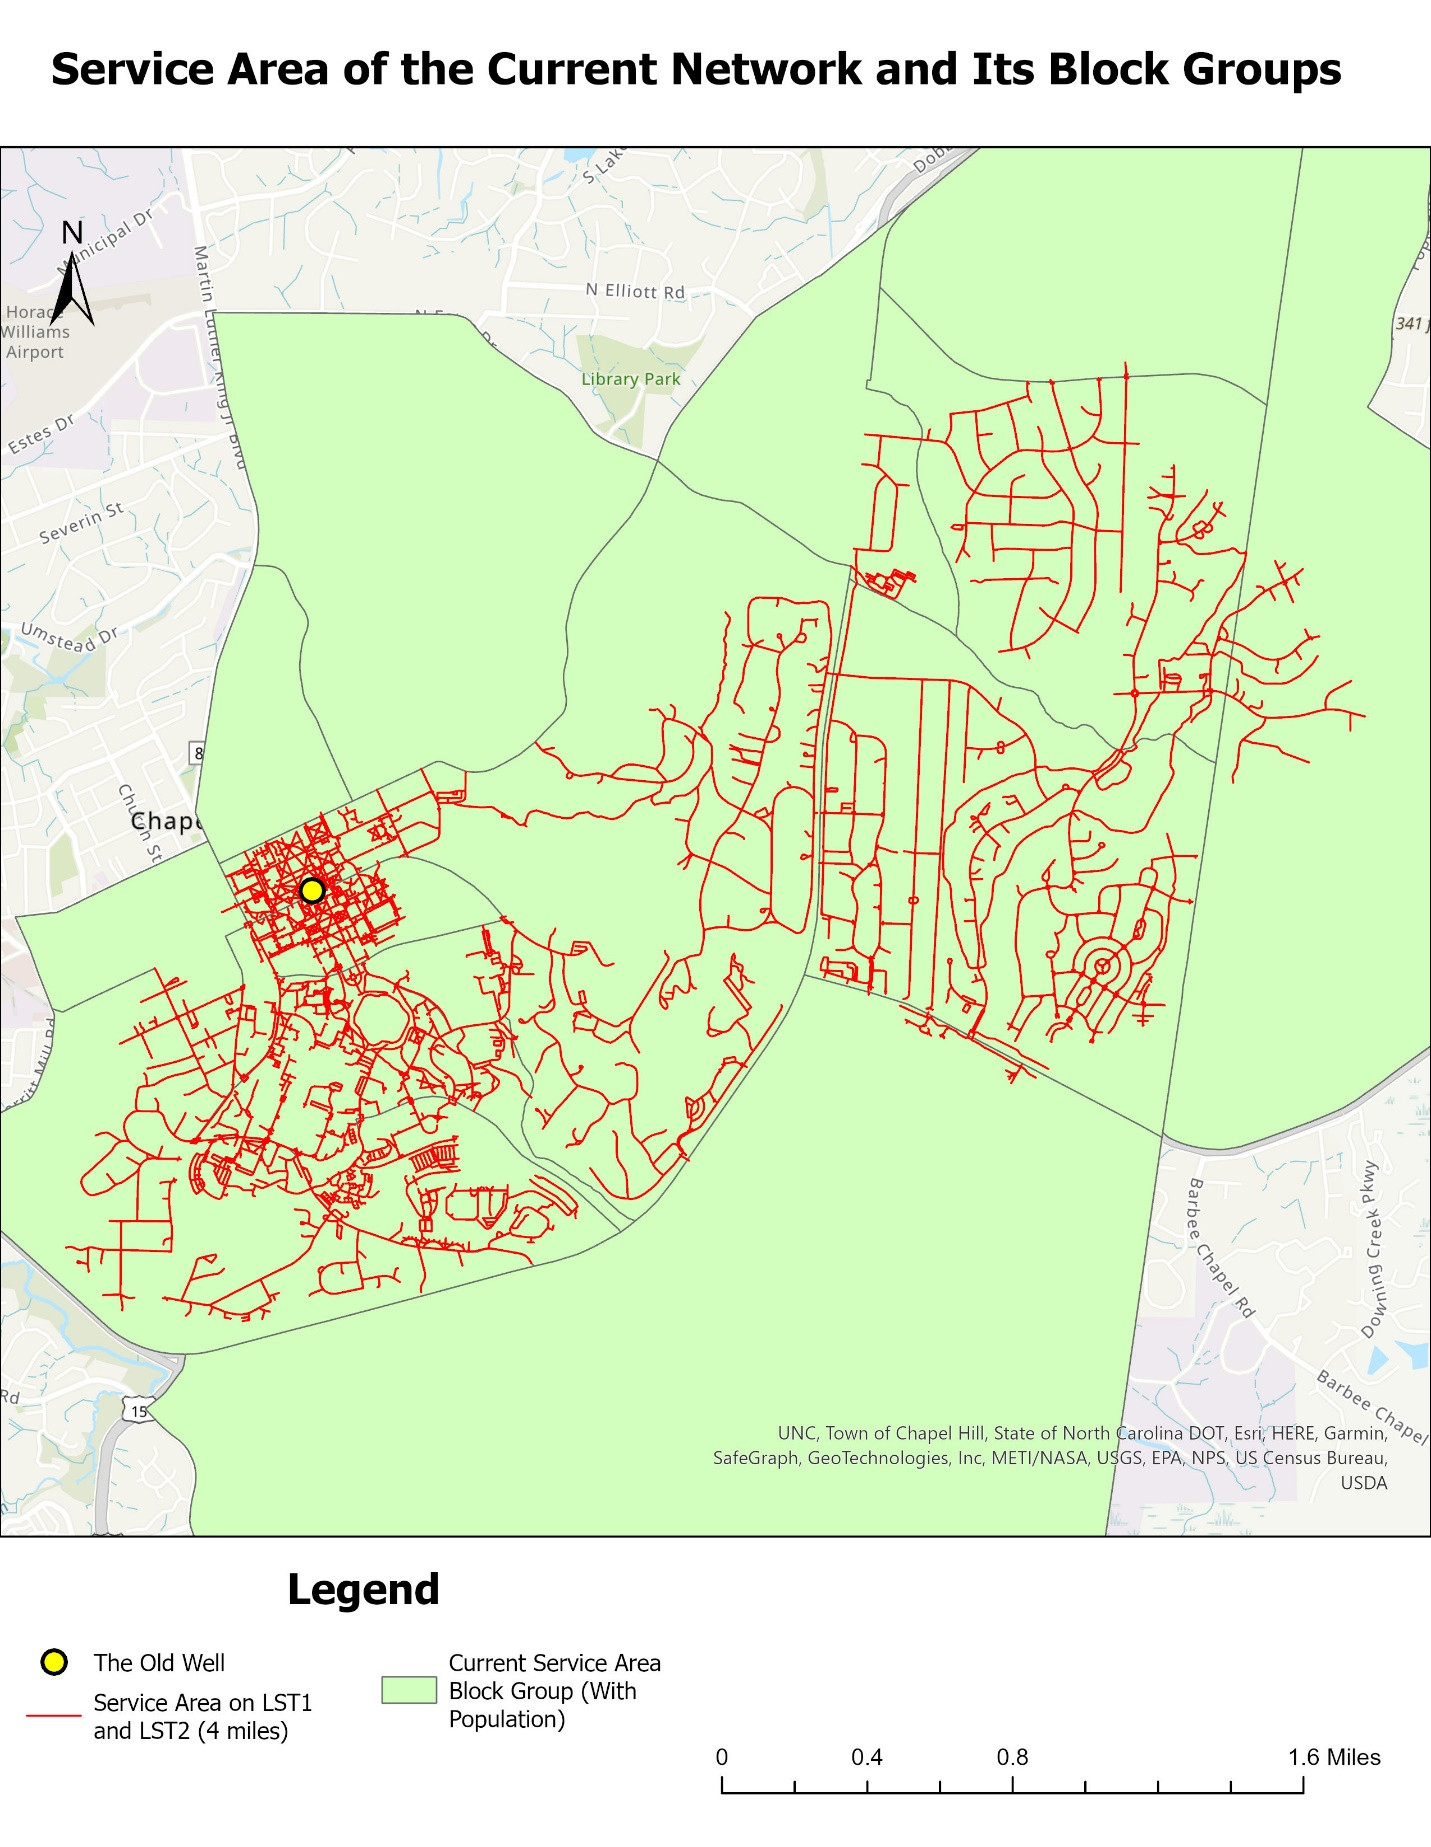 Service Area of the Current Network and Its Block Groups
S Lake
Municipal Dr
N
Martin Luther King Jr Blvd
N Elliott Rd
Horace
Williams
Airport
341
Dr
Library Park
Estes Dr
Severin St
Umstead Dr
8
Church St
Chape
Barbee Chapel Rd
Downing Creek Pkwy
Rd
15
Barbee Chapel
UNC, Town of Chapel Hill, State of North Carolina DOT, Esri, HERE, Garmin,
SafeGraph, GeoTechnologies, Inc, METI/NASA, USGS, EPA, NPS, US Census Bureau,
USDA
Legend
The Old Well
Service Area on LST1
and LST2 (4 miles)
Current Service Area
Block Group (With
Population)
0 0.4 0.8 1.6 Miles